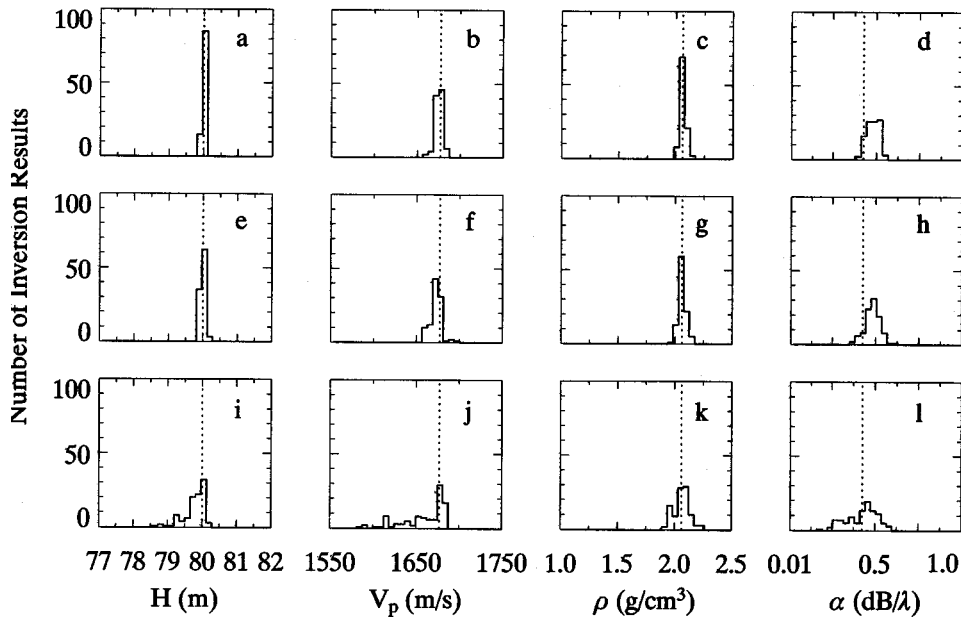 100
50
0
a
b
c
d
100
50
0
e
f
g
h
100
50
0
i
j
k
l
Number of Inversion Results
77 78 79 80 81 82
1550 1650 1750
1.0 1.5 2.0 2.5
0.01 0.5 1.0
H (m)
Vₚ (m/s)
ρ (g/cm³)
α (dB/λ)